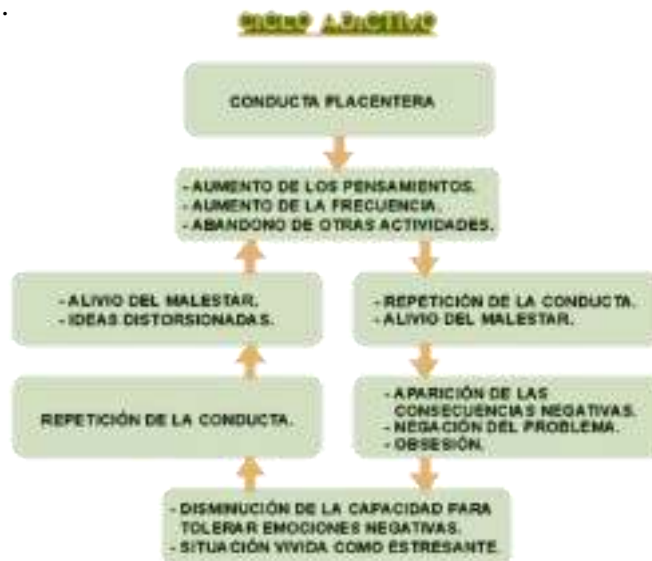 .
CICLO ADICTIVO
CONDUCTA PLACENTERA
- AUMENTO DE LOS PENSAMIENTOS.
- AUMENTO DE LA FRECUENCIA.
- ABANDONO DE OTRAS ACTIVIDADES.
- ALIVIO DEL MALESTAR.
- IDEAS DISTORSIONADAS.
- REPETICIÓN DE LA CONDUCTA.
- ALIVIO DEL MALESTAR.
REPETICIÓN DE LA CONDUCTA.
- APARICIÓN DE LAS
CONSECUENCIAS NEGATIVAS.
- NEGACIÓN DEL PROBLEMA.
- OBSESIÓN.
- DISMINUCIÓN DE LA CAPACIDAD PARA
TOLERAR EMOCIONES NEGATIVAS.
- SITUACIÓN VIVIDA COMO ESTRESANTE.